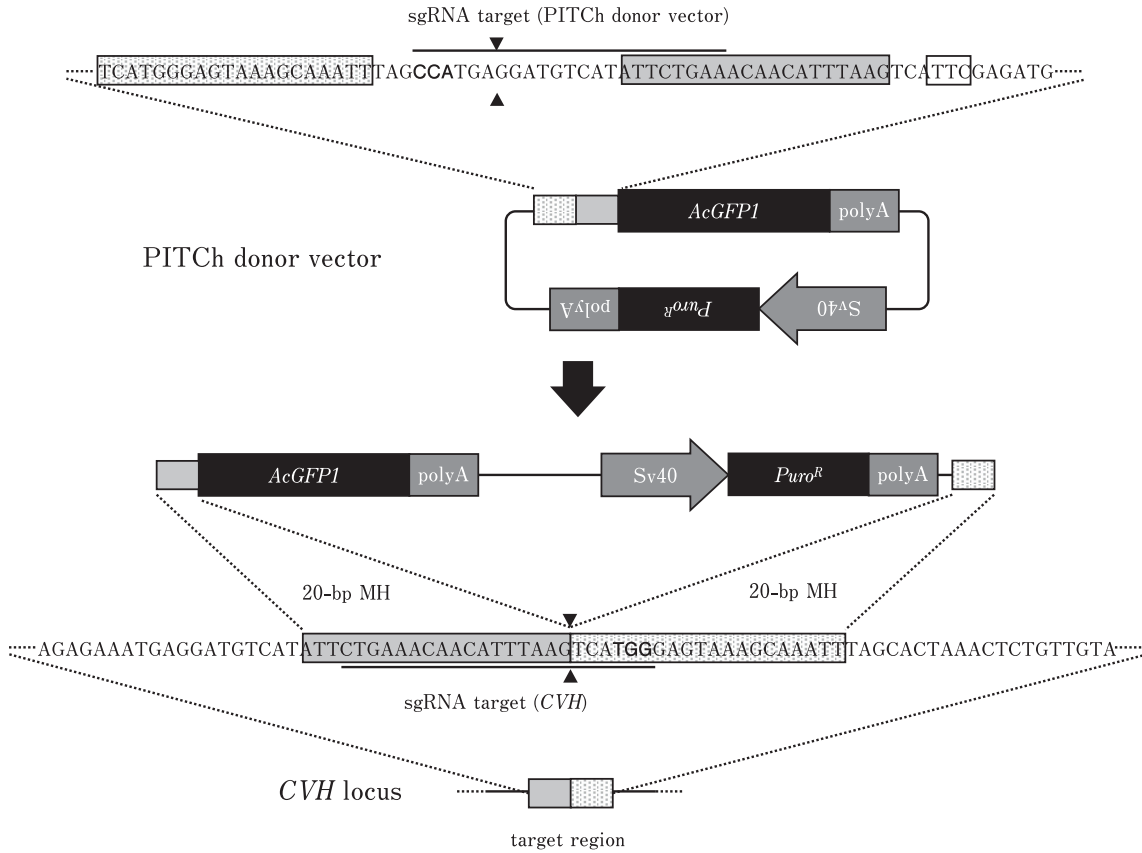 sgRNA target (PITCh donor vector)
TCATGGGAGTAAAGCAAATTTAGCCATGAGGATGTCATATTCTGAAACAACATTTAAGTCATTCGAGATG
AcGFP1 polyA
PITCh donor vector
polyA PuroR Sv40
AcGFP1 polyA Sv40 PuroR polyA
20-bp MH 20-bp MH
AGAGAAATGAGGATGTCATATTCTGAAACAACATTTAAGTCATGGGAGTAAAGCAAATTTAGCACTAAACTCTGTTGTA
sgRNA target (CVH)
CVH locus
target region